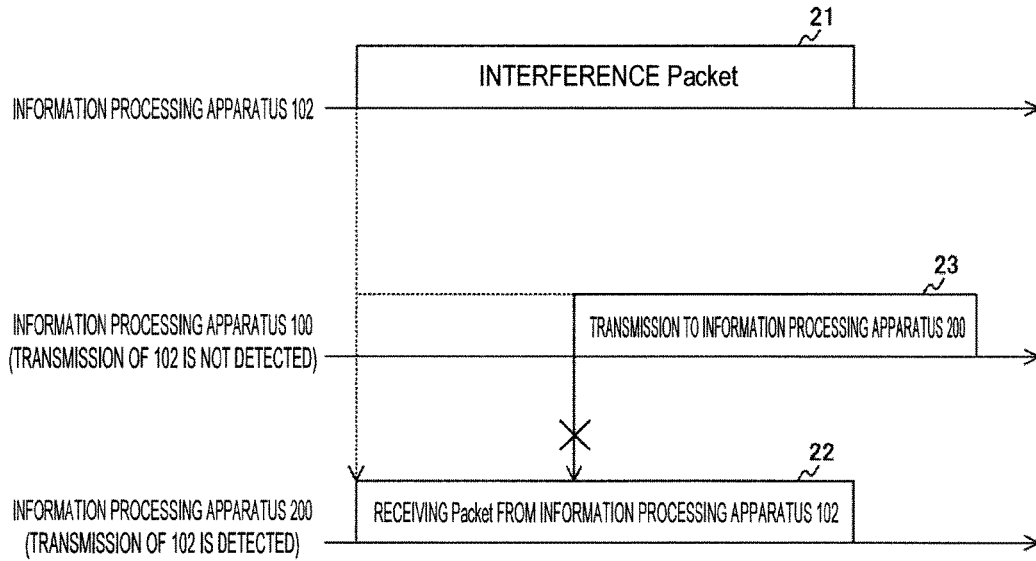 21
INTERFERENCE Packet
INFORMATION PROCESSING APPARATUS 102
23
INFORMATION PROCESSING APPARATUS 100
(TRANSMISSION OF 102 IS NOT DETECTED)
TRANSMISSION TO INFORMATION PROCESSING APPARATUS 200
22
INFORMATION PROCESSING APPARATUS 200
(TRANSMISSION OF 102 IS DETECTED)
RECEIVING Packet FROM INFORMATION PROCESSING APPARATUS 102